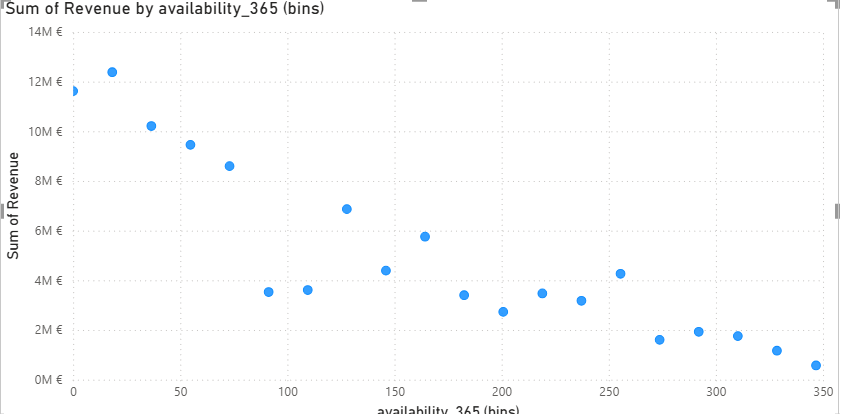 Sum of Revenue by availability_365 (bins)
14M €
12M €
10M €
8M €
6M €
4M €
2M €
0M €
Sum of Revenue
0 50 100 150 200 250 300 350
availability_365 (bins)